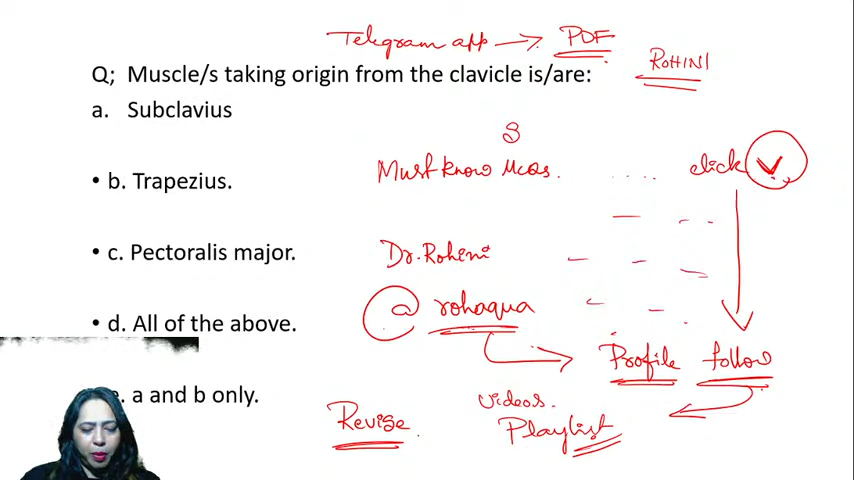 Telegram app → PDF
ROHINI
Q; Muscle/s taking origin from the clavicle is/are:
a. Subclavius
S
Must know MCQs. .... click
• b. Trapezius.
• c. Pectoralis major.
Dr. Rohini
@ rohaqua
• d. All of the above.
Profile follow
e. a and b only.
Revise
videos.
Playlist